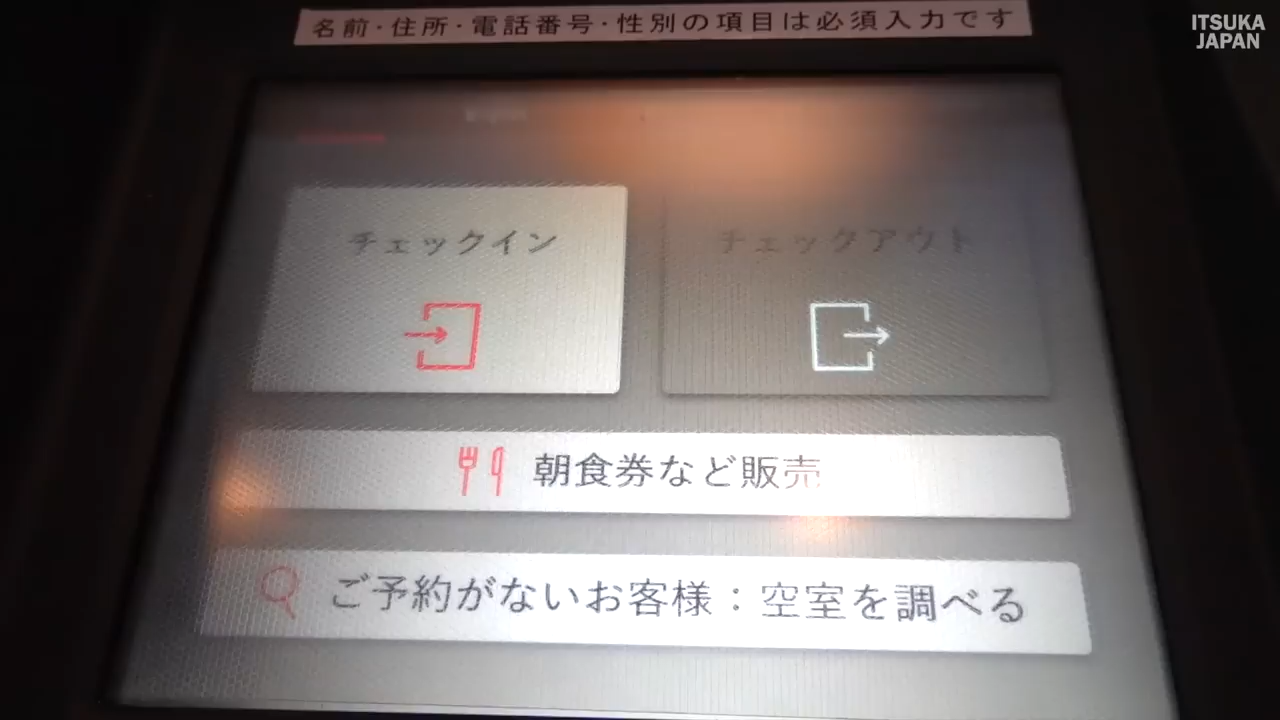 名前・住所・電話番号・性別の項目は必須入力です
ITSUKA
JAPAN
チェックイン
チェックアウト
朝食券など販売
ご予約がないお客様：空室を調べる